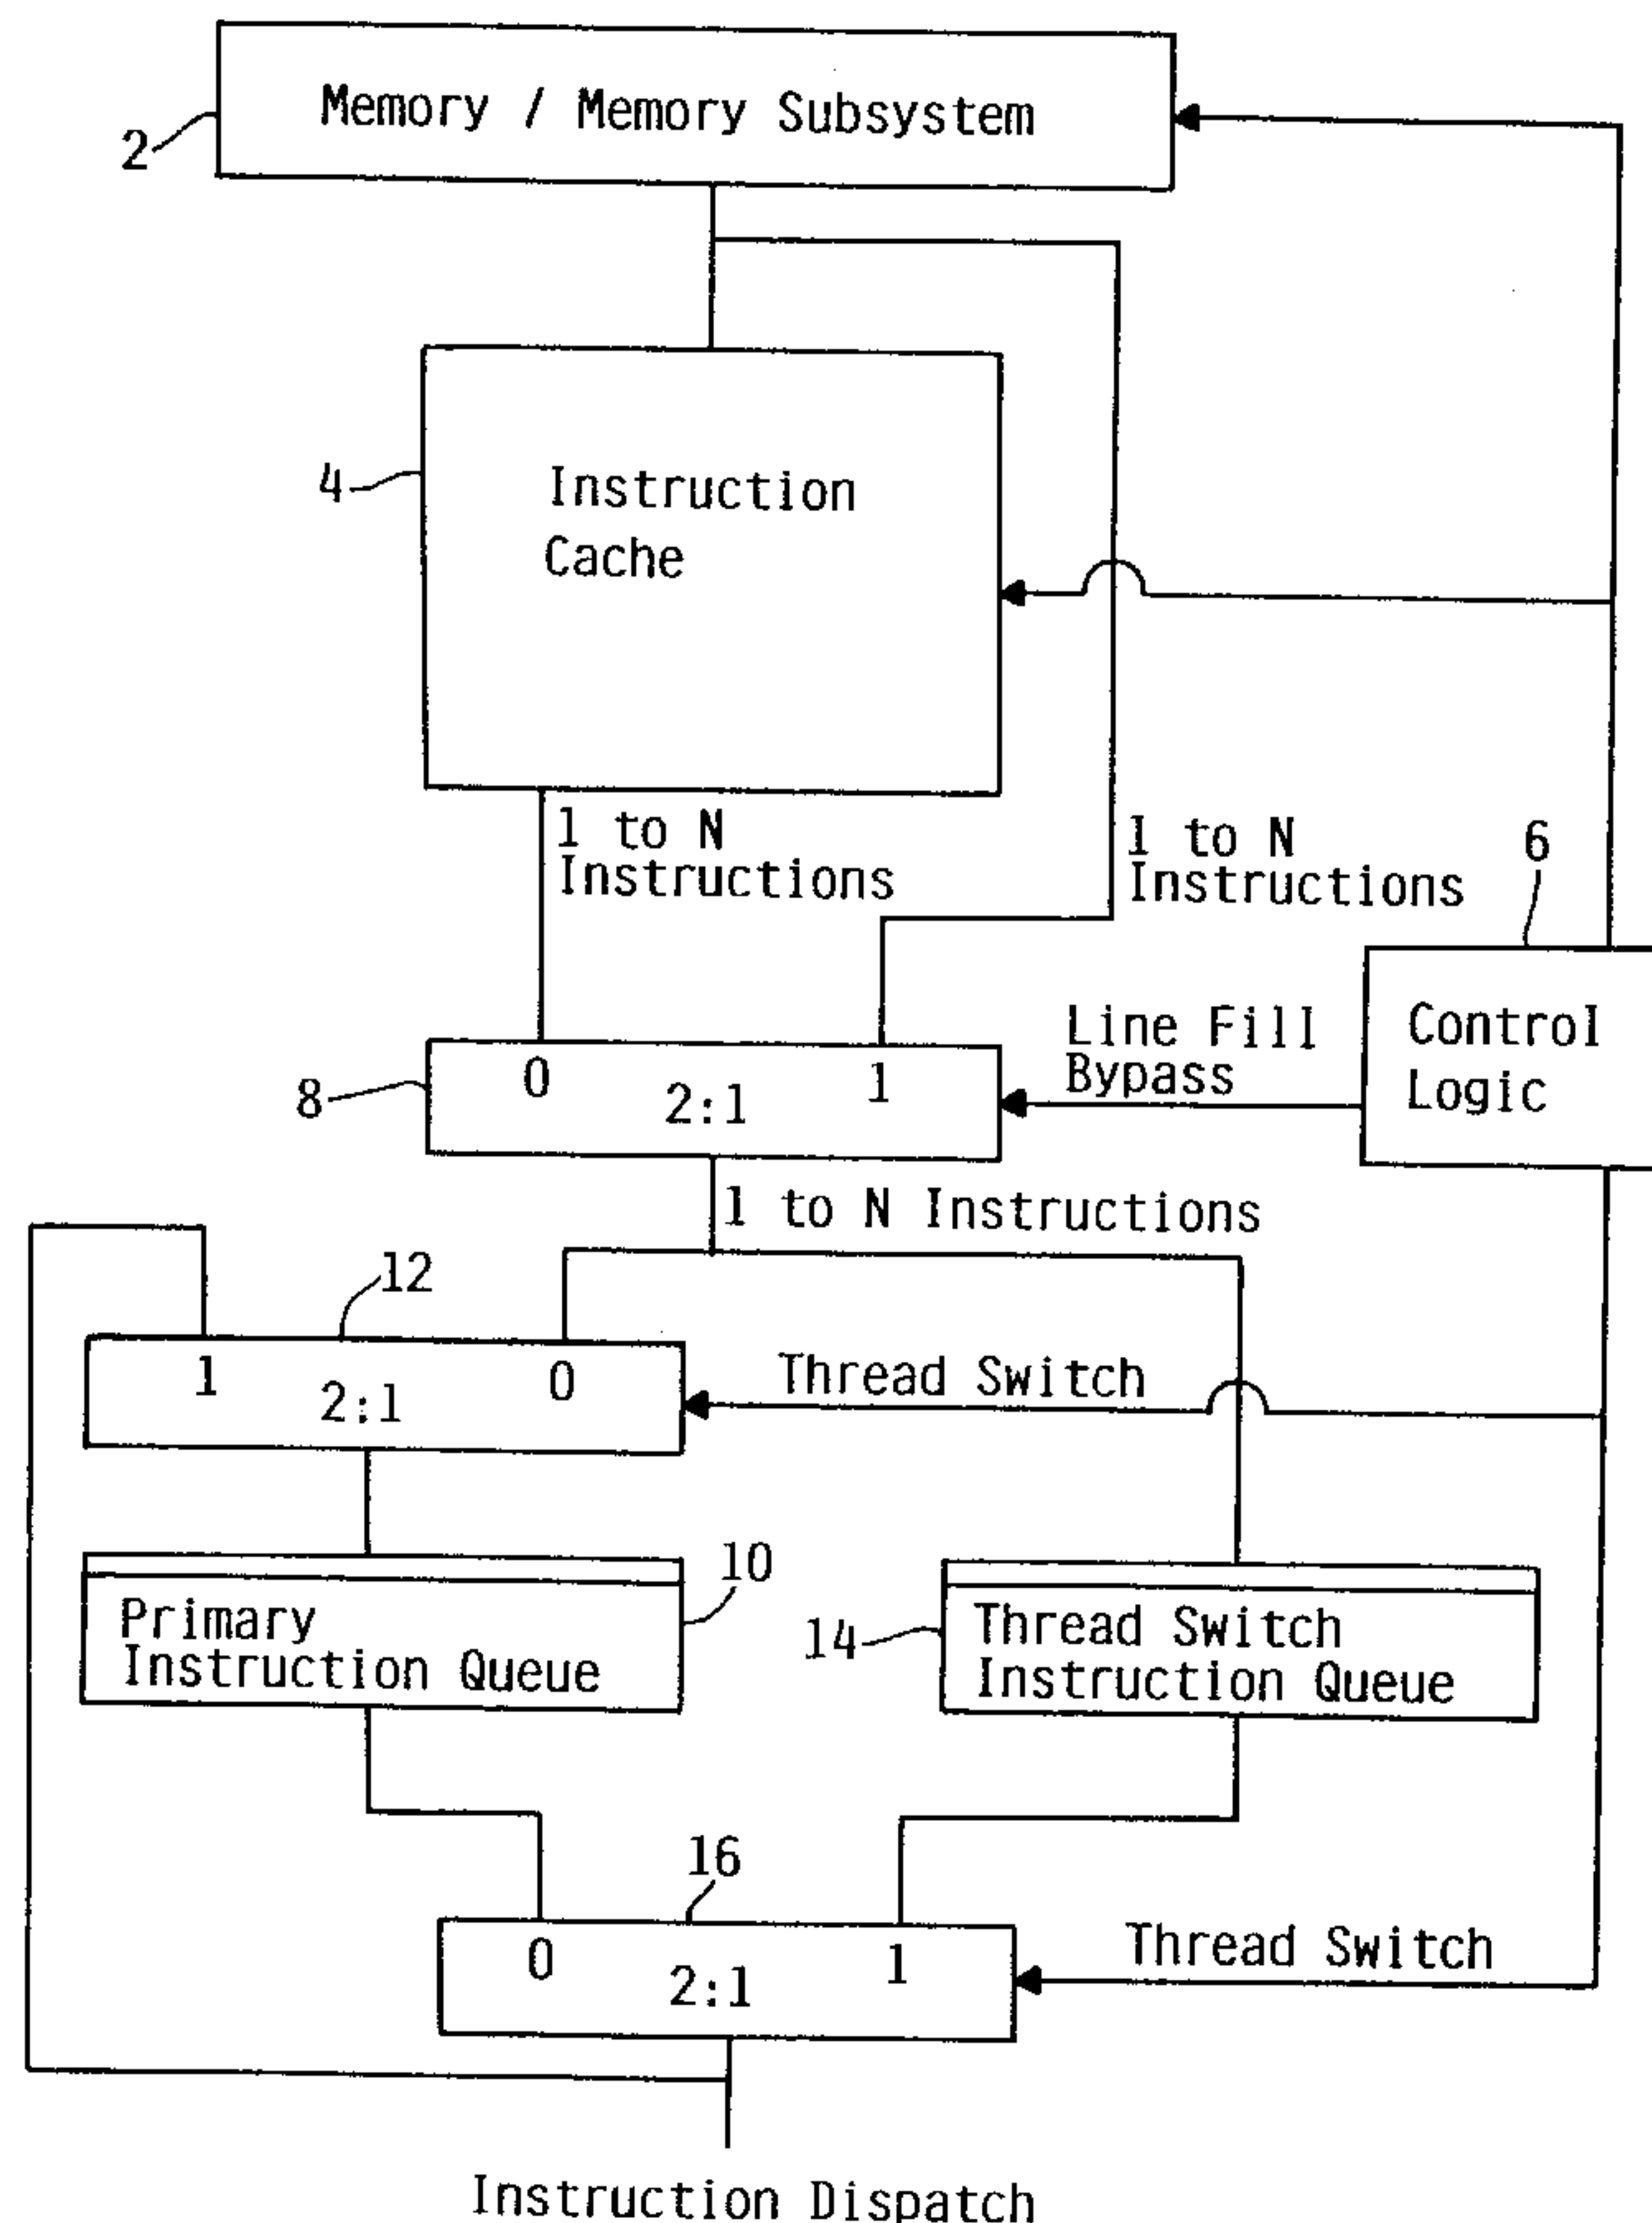 Memory / Memory Subsystem
2
4
Instruction
Cache
1 to N
Instructions
1 to N
Instructions
6
Control
Logic
Line Fill
Bypass
8
0
2:1
1
1 to N Instructions
12
1
2:1
0
Thread Switch
10
Primary
Instruction Queue
14
Thread Switch
Instruction Queue
16
0
2:1
1
Thread Switch
Instruction Dispatch